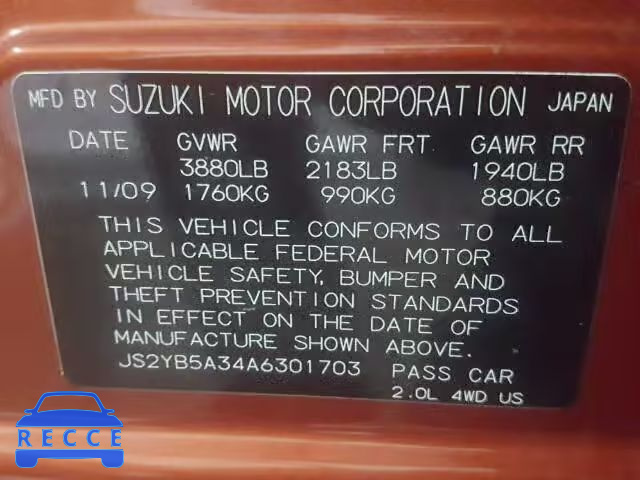 MFD BY SUZUKI MOTOR CORPORATION JAPAN
DATE GVWR GAWR FRT GAWR RR
3880LB 2183LB 1940LB
11/09 1760KG 990KG 880KG
THIS VEHICLE CONFORMS TO ALL
APPLICABLE FEDERAL MOTOR
VEHICLE SAFETY, BUMPER AND
THEFT PREVENTION STANDARDS
IN EFFECT ON THE DATE OF
MANUFACTURE SHOWN ABOVE.
JS2YB5A34A6301703 PASS CAR
2.0L 4WD US
RECCE